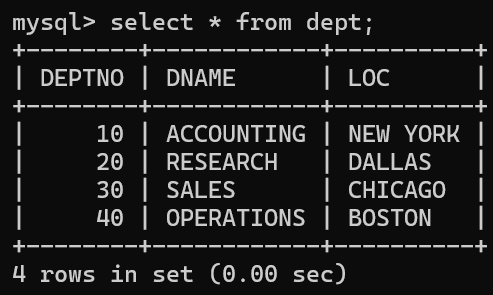 mysql> select * from dept;
+--------+------------+----------+
| DEPTNO | DNAME      | LOC      |
+--------+------------+----------+
|     10 | ACCOUNTING | NEW YORK |
|     20 | RESEARCH   | DALLAS   |
|     30 | SALES      | CHICAGO  |
|     40 | OPERATIONS | BOSTON   |
+--------+------------+----------+
4 rows in set (0.00 sec)